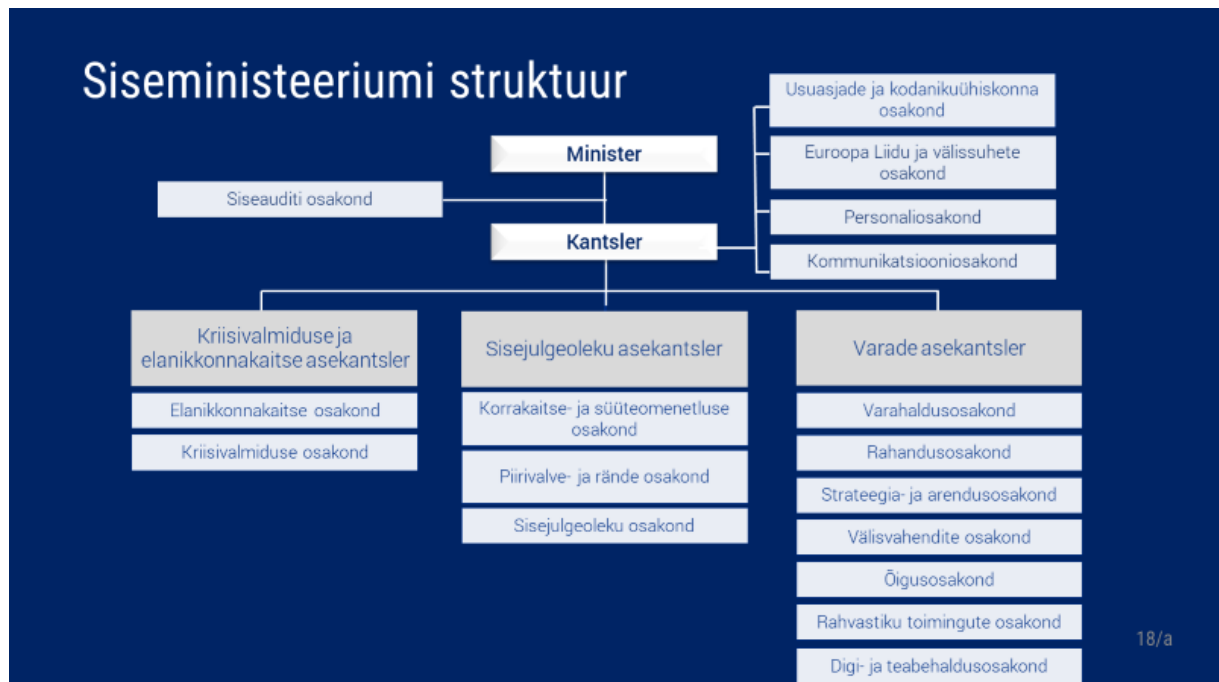 Siseministeeriumi struktuur
Usuasjade ja kodanikuühiskonna
osakond
Minister
Euroopa Liidu ja välissuhete
osakond
Siseauditi osakond
Personaliosakond
Kantsler
Kommunikatsiooniosakond
Kriisivalmiduse ja
elanikkonnakaitse asekantsler
Elanikkonnakaitse osakond
Kriisivalmiduse osakond
Sisejulgeoleku asekantsler
Korrakaitse- ja süüteomenetluse
osakond
Piirivalve- ja rände osakond
Sisejulgeoleku osakond
Varade asekantsler
Varahaldusosakond
Rahandusosakond
Strateegia- ja arendusosakond
Välisvahendite osakond
Õigusosakond
Rahvastiku toimingute osakond
Digi- ja teabehaldusosakond
18/a